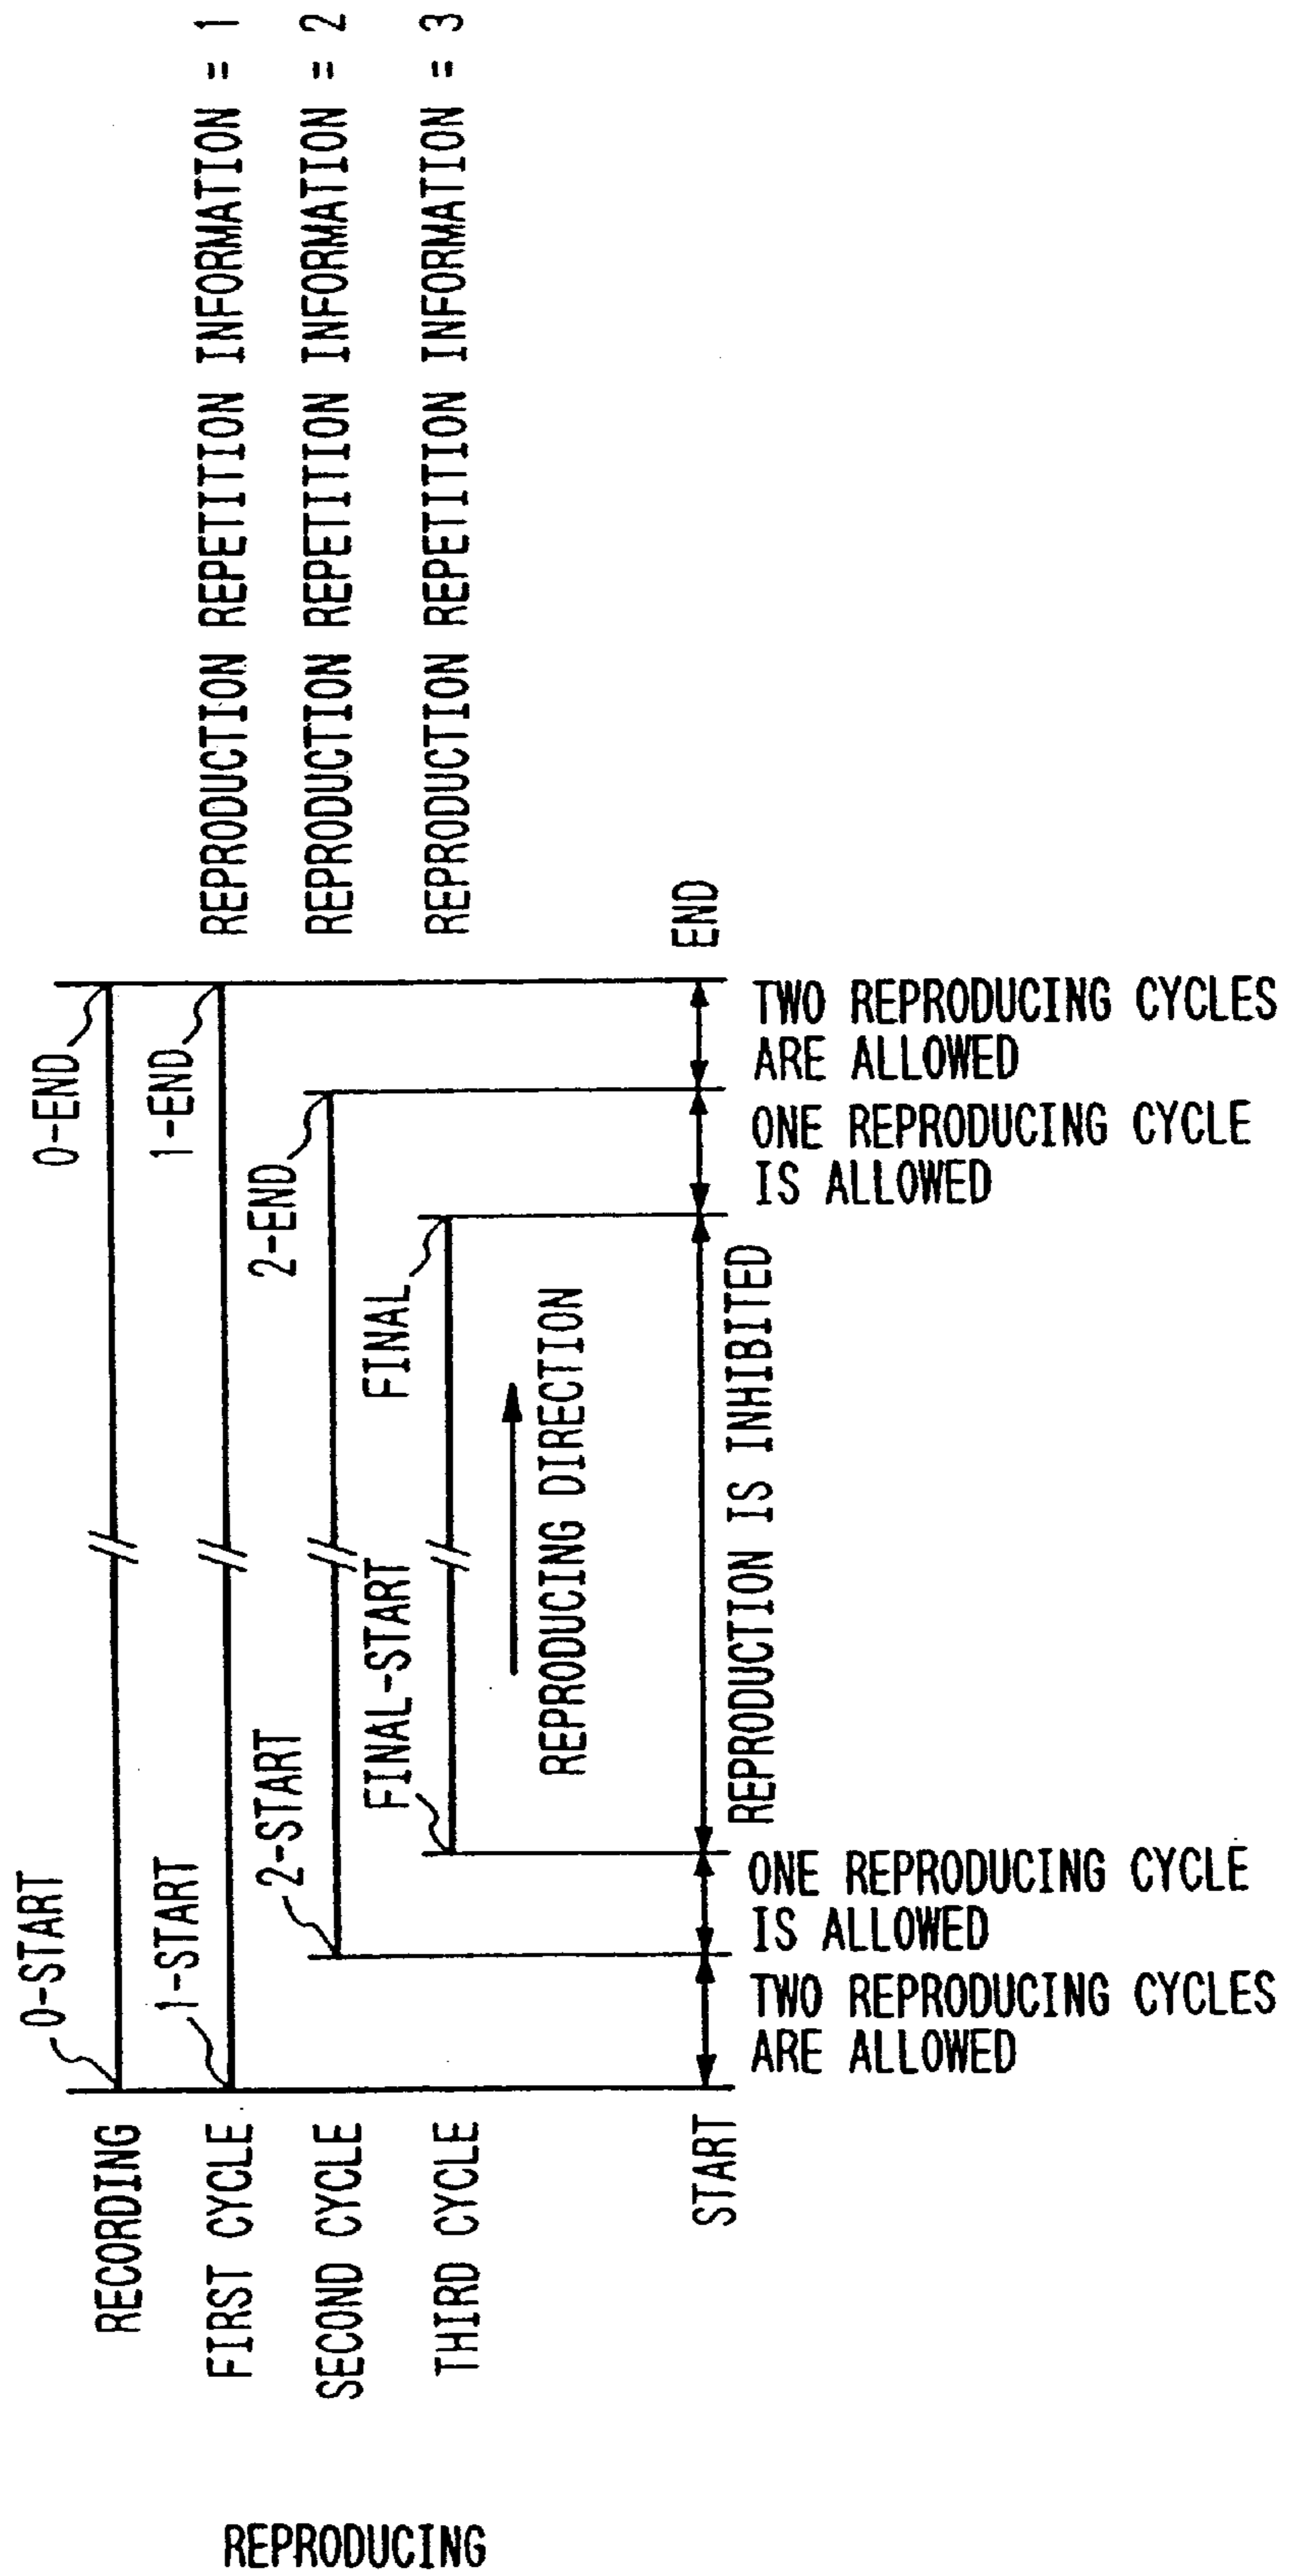 RECORDING
0-START
0-END
REPRODUCING
FIRST CYCLE
1-START
1-END
REPRODUCTION REPETITION INFORMATION = 1
SECOND CYCLE
2-START
2-END
REPRODUCTION REPETITION INFORMATION = 2
THIRD CYCLE
FINAL-START
FINAL
REPRODUCTION REPETITION INFORMATION = 3
REPRODUCING DIRECTION
START
END
TWO REPRODUCING CYCLES
ARE ALLOWED
ONE REPRODUCING CYCLE
IS ALLOWED
REPRODUCTION IS INHIBITED
ONE REPRODUCING CYCLE
IS ALLOWED
TWO REPRODUCING CYCLES
ARE ALLOWED